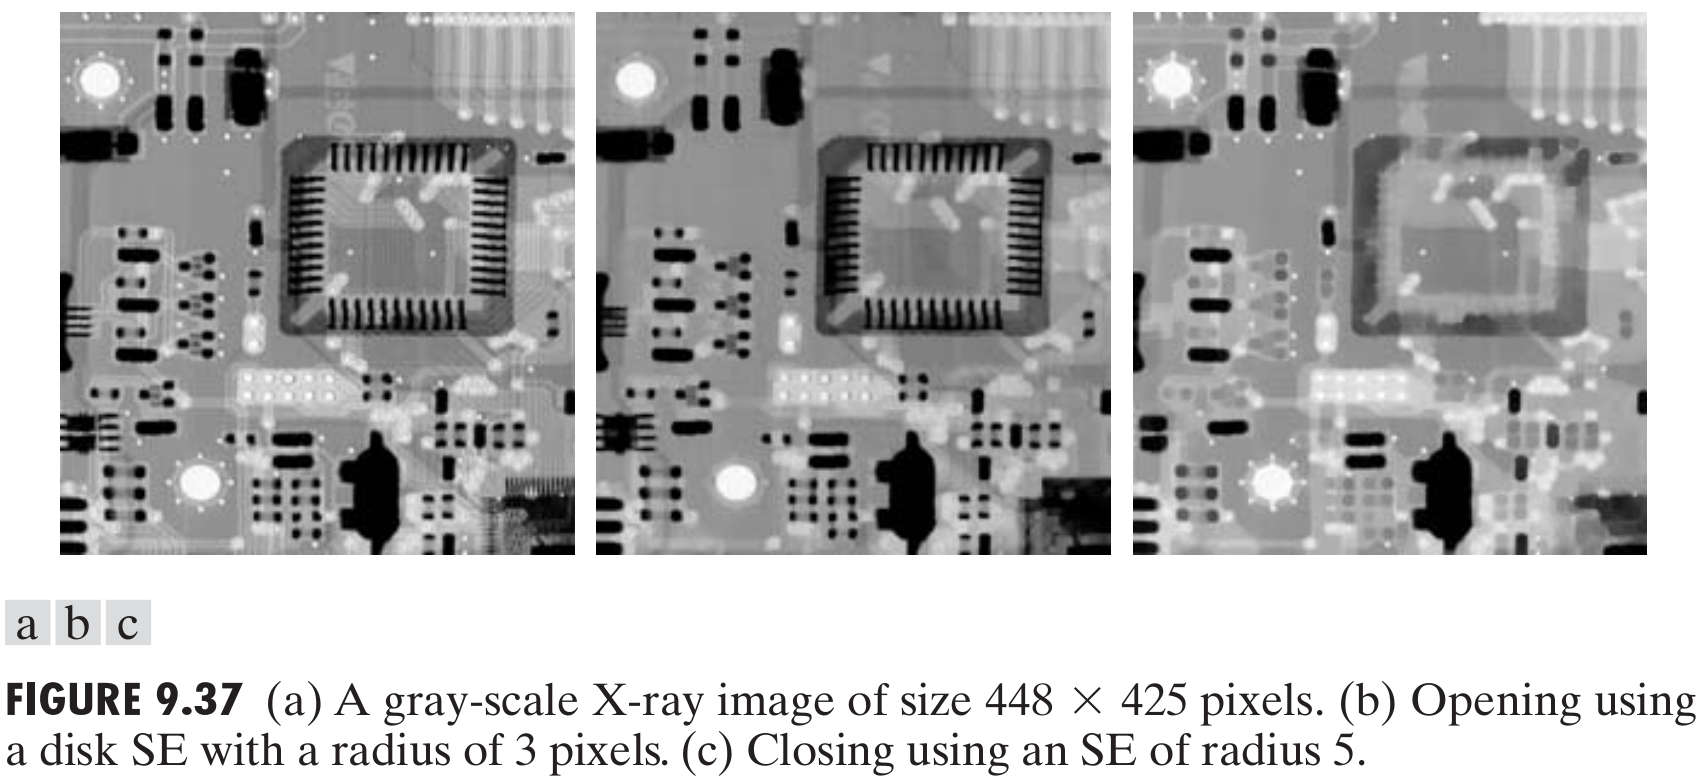 a b c
FIGURE 9.37 (a) A gray-scale X-ray image of size 448 × 425 pixels. (b) Opening using
a disk SE with a radius of 3 pixels. (c) Closing using an SE of radius 5.